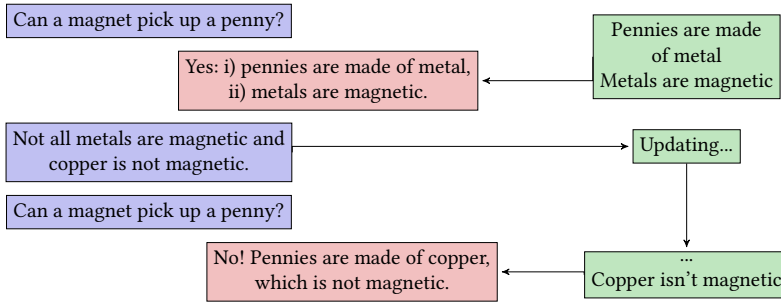 Can a magnet pick up a penny?
Pennies are made
of metal
Metals are magnetic
Yes: i) pennies are made of metal,
ii) metals are magnetic.
Not all metals are magnetic and
copper is not magnetic.
Updating...
Can a magnet pick up a penny?
No! Pennies are made of copper,
which is not magnetic.
...
Copper isn't magnetic